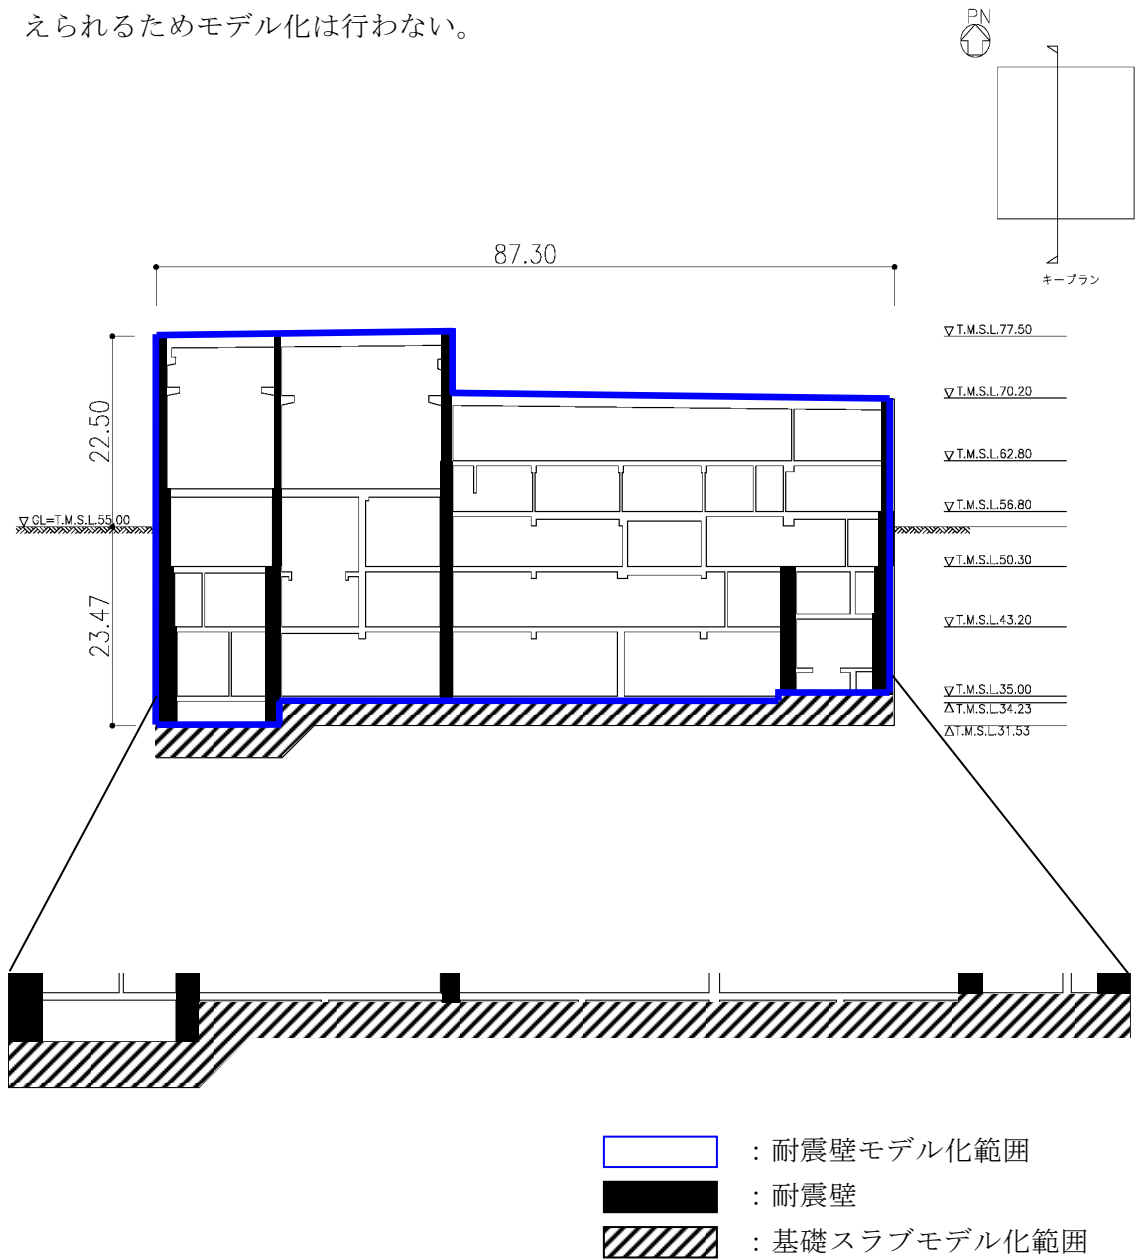 えられるためモデル化は行わない。
PN
キープラン
87.30
▽T.M.S.L.77.50
▽T.M.S.L.70.20
22.50
▽T.M.S.L.62.80
▽T.M.S.L.56.80
▽GL=T.M.S.L.55.00
▽T.M.S.L.50.30
23.47
▽T.M.S.L.43.20
▽T.M.S.L.35.00
△T.M.S.L.34.23
△T.M.S.L.31.53
：耐震壁モデル化範囲
：耐震壁
：基礎スラブモデル化範囲